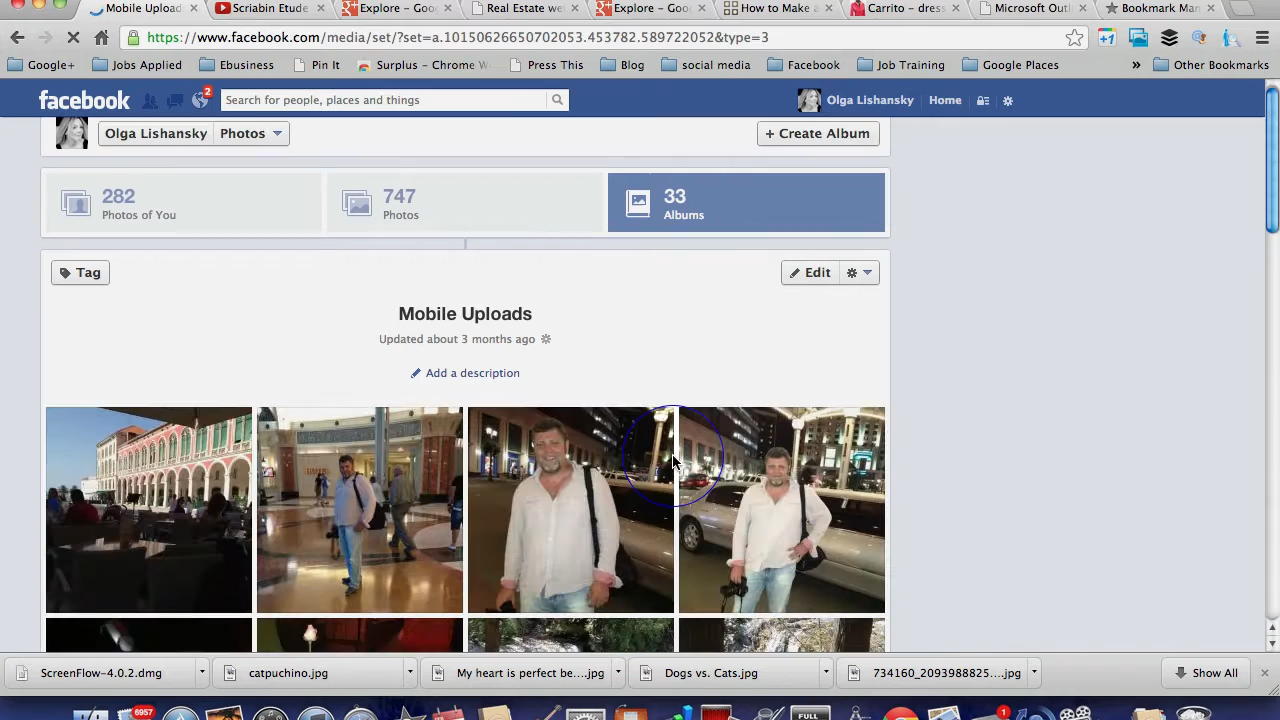 Mobile Upload
Scriabin Etude
Explore - Goo
Real Estate we
Explore - Goo
How to Make a
Carrito - dress
Microsoft Outl
Bookmark Man
https://www.facebook.com/media/set/?set=a.10150626650702053.453782.589722052&type=3
Google+
Jobs Applied
Ebusiness
Pin It
Surplus - Chrome W
Press This
Blog
social media
Facebook
Job Training
Google Places
»
Other Bookmarks
facebook
2
Search for people, places and things
Olga Lishansky
Home
Olga Lishansky
Photos
+ Create Album
282
Photos of You
747
Photos
33
Albums
Tag
Edit
Mobile Uploads
Updated about 3 months ago
Add a description
ScreenFlow-4.0.2.dmg
catpuchino.jpg
My heart is perfect be....jpg
Dogs vs. Cats.jpg
734160_2093988825....jpg
Show All
6957
FULL
1